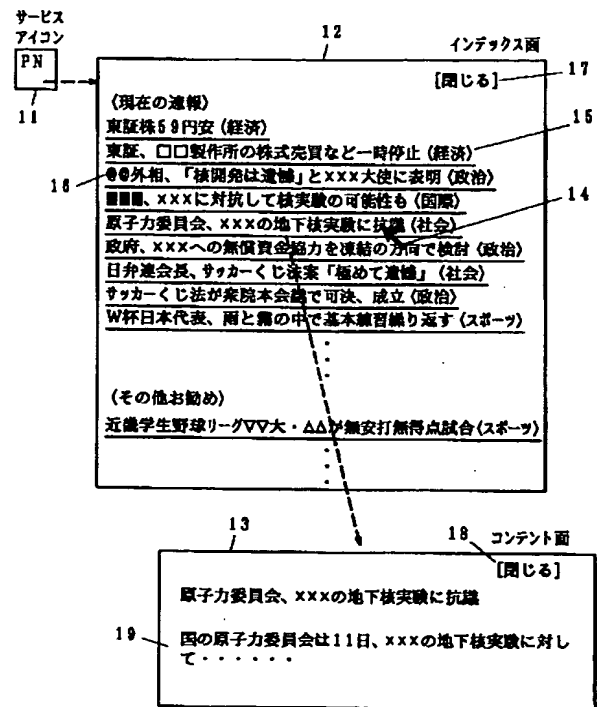 サービス
アイコン
PN
11
12
インデックス面
[閉じる]
17
〈現在の速報〉
東証株59円安〈経済〉
15
東証、□□製作所の株式売買など一時停止〈経済〉
16
@@外相、「核開発は遺憾」と×××大使に表明〈政治〉
14
■■■、×××に対抗して核実験の可能性も〈国際〉
原子力委員会、×××の地下核実験に抗議〈社会〉
政府、×××への無償資金協力を凍結の方向で検討〈政治〉
日弁連会長、サッカーくじ法案「極めて遺憾」〈社会〉
サッカーくじ法が衆院本会議で可決、成立〈政治〉
W杯日本代表、雨と霧の中で基本練習繰り返す〈スポーツ〉
・
・
・
〈その他お勧め〉
近畿学生野球リーグ▽▽大・△△が無安打無得点試合〈スポーツ〉
・
・
・
13
18
コンテント面
[閉じる]
原子力委員会、×××の地下核実験に抗議
19
国の原子力委員会は11日、×××の地下核実験に対し
て・・・・・・